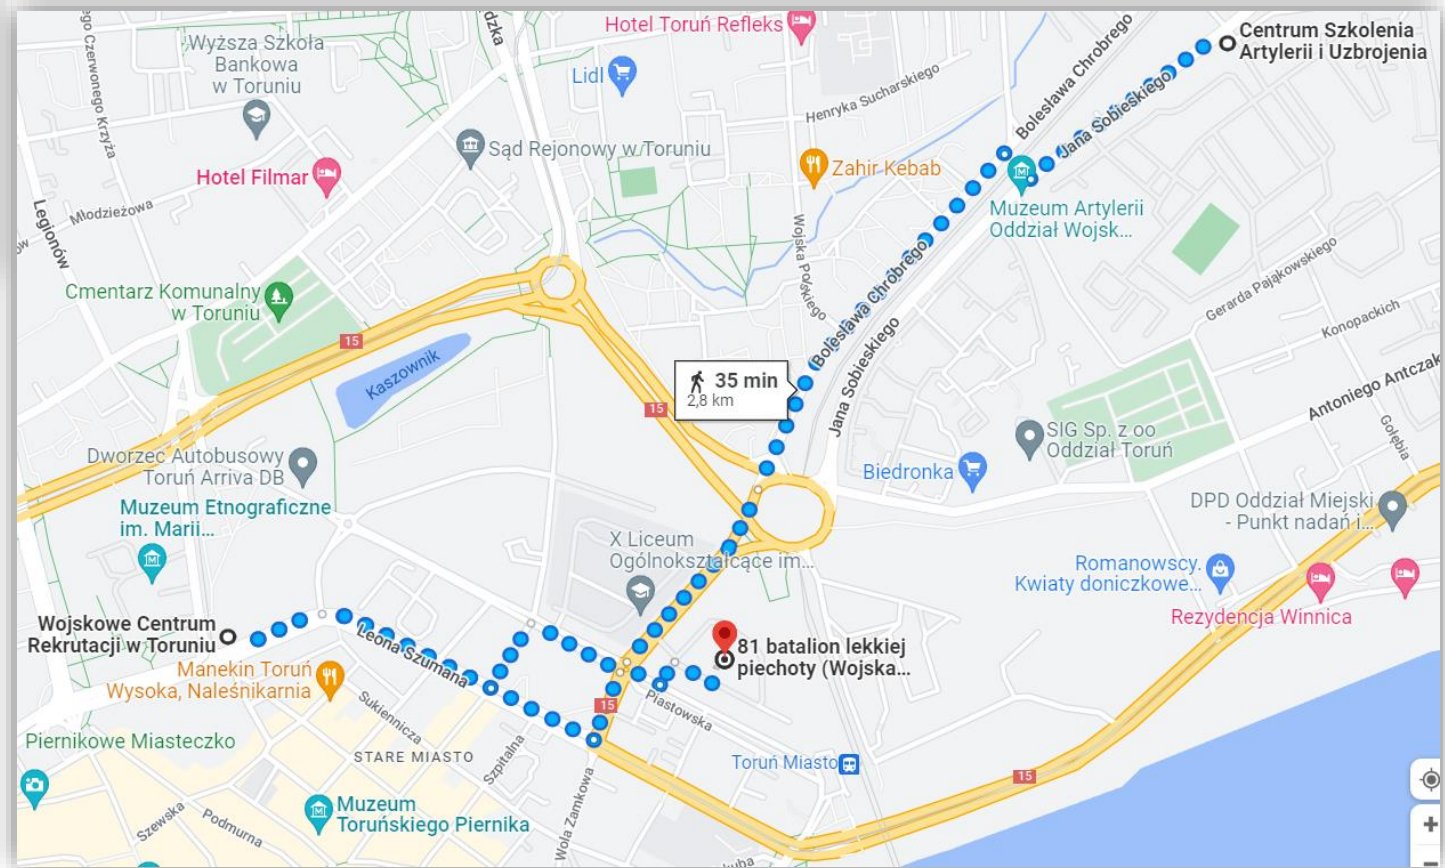 dzka
Hotel Toruń Refleks
Centrum Szkolenia
Artylerii i Uzbrojenia
ego Czerwonego Krzyża
Wyższa Szkoła
Bankowa
w Toruniu
Lidl
Henryka Sucharskiego
Bolesława Chrobrego
Jana Sobieskiego
Sąd Rejonowy w Toruniu
Zahir Kebab
Hotel Filmar
Młodzieżowa
Legionów
Muzeum Artylerii
Oddział Wojsk...
Wojska Polskiego
Bolesława Chrobrego
Gerarda Pająkowskiego
Cmentarz Komunalny
w Toruniu
15
Kaszownik
Konopackich
Jana Sobieskiego
35 min
2,8 km
15
Antoniego Antczak
Gołębia
SIG Sp. z oo
Oddział Toruń
Dworzec Autobusowy
Toruń Arriva DB
Biedronka
Muzeum Etnograficzne
im. Marii...
DPD Oddział Miejski
- Punkt nadań i...
X Liceum
Ogólnokształcące im...
Romanowscy.
Kwiaty doniczkowe...
Rezydencja Winnica
Wojskowe Centrum
Rekrutacji w Toruniu
Leona Szumana
81 batalion lekkiej
piechoty (Wojska...
Manekin Toruń
Wysoka, Naleśnikarnia
Sukiennicza
15
Piastowska
Piernikowe Miasteczko
STARE MIASTO
Szpitalna
Toruń Miasto
15
Muzeum
Toruńskiego Piernika
Szewska
Podmurna
Wola Zamkowa